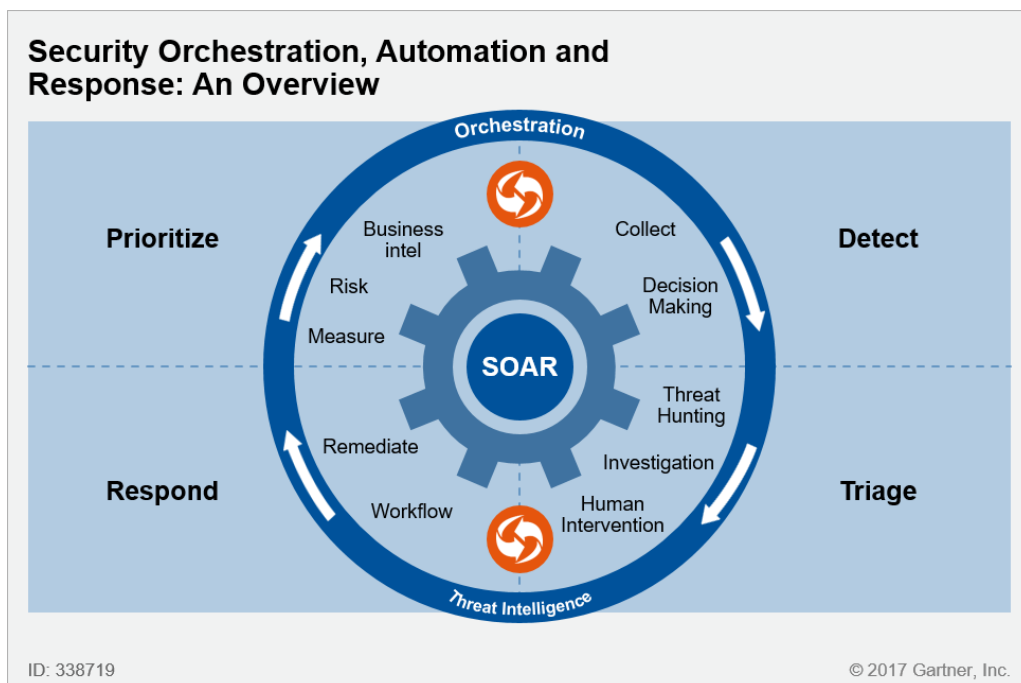 Security Orchestration, Automation and
Response: An Overview
Orchestration
Prioritize
Business
intel
Risk
Measure
Collect
Decision
Making
Detect
SOAR
Respond
Remediate
Workflow
Threat
Hunting
Investigation
Human
Intervention
Triage
Threat Intelligence
ID: 338719
© 2017 Gartner, Inc.